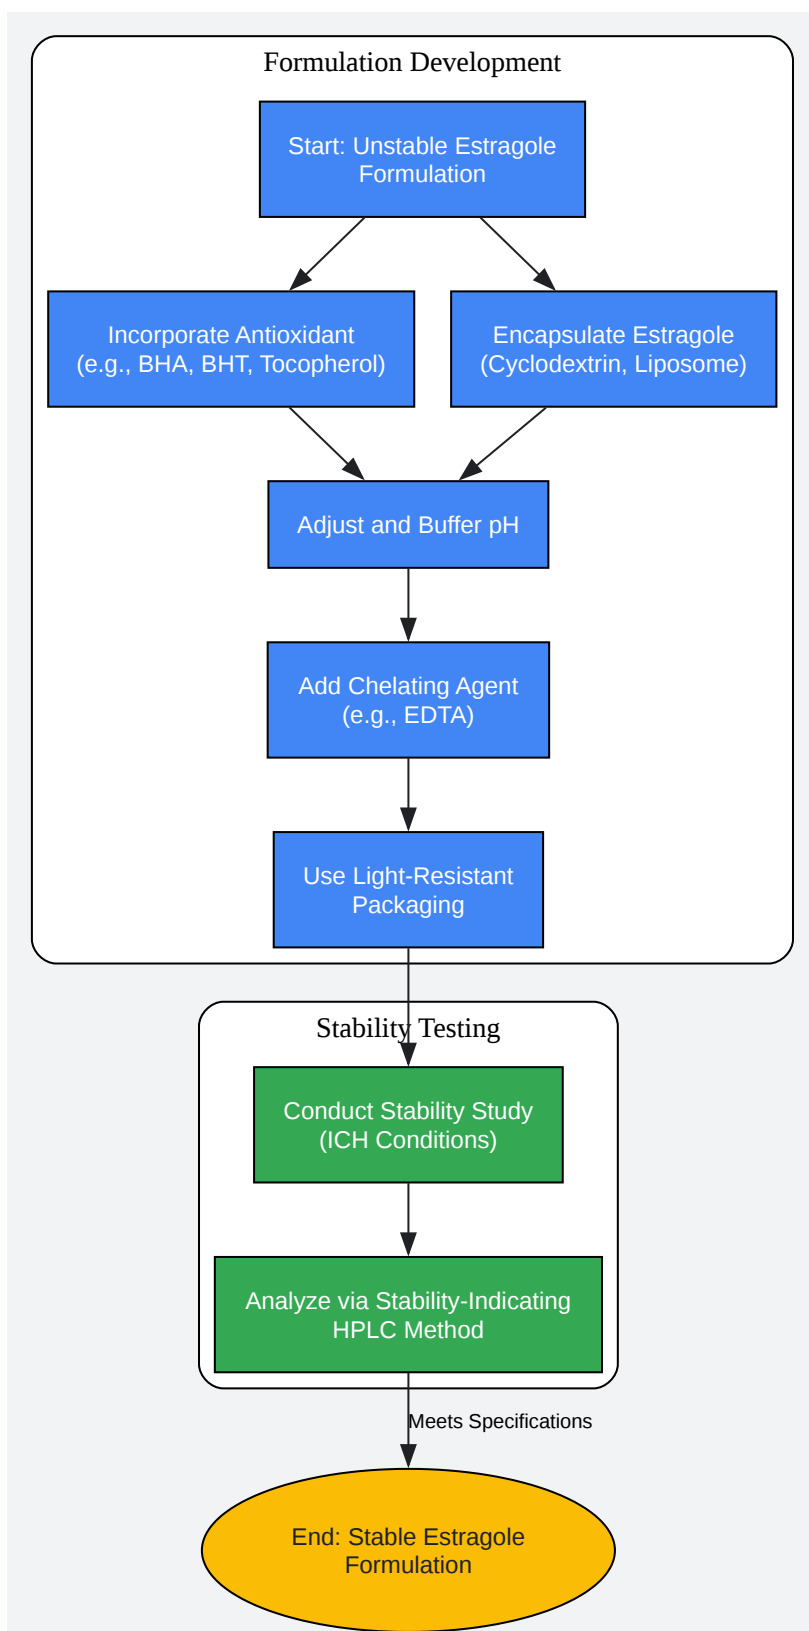 Formulation Development
Start: Unstable Estragole
Formulation
Incorporate Antioxidant
(e.g., BHA, BHT, Tocopherol)
Encapsulate Estragole
(Cyclodextrin, Liposome)
Adjust and Buffer pH
Add Chelating Agent
(e.g., EDTA)
Use Light-Resistant
Packaging
Stability Testing
Conduct Stability Study
(ICH Conditions)
Analyze via Stability-Indicating
HPLC Method
Meets Specifications
End: Stable Estragole
Formulation